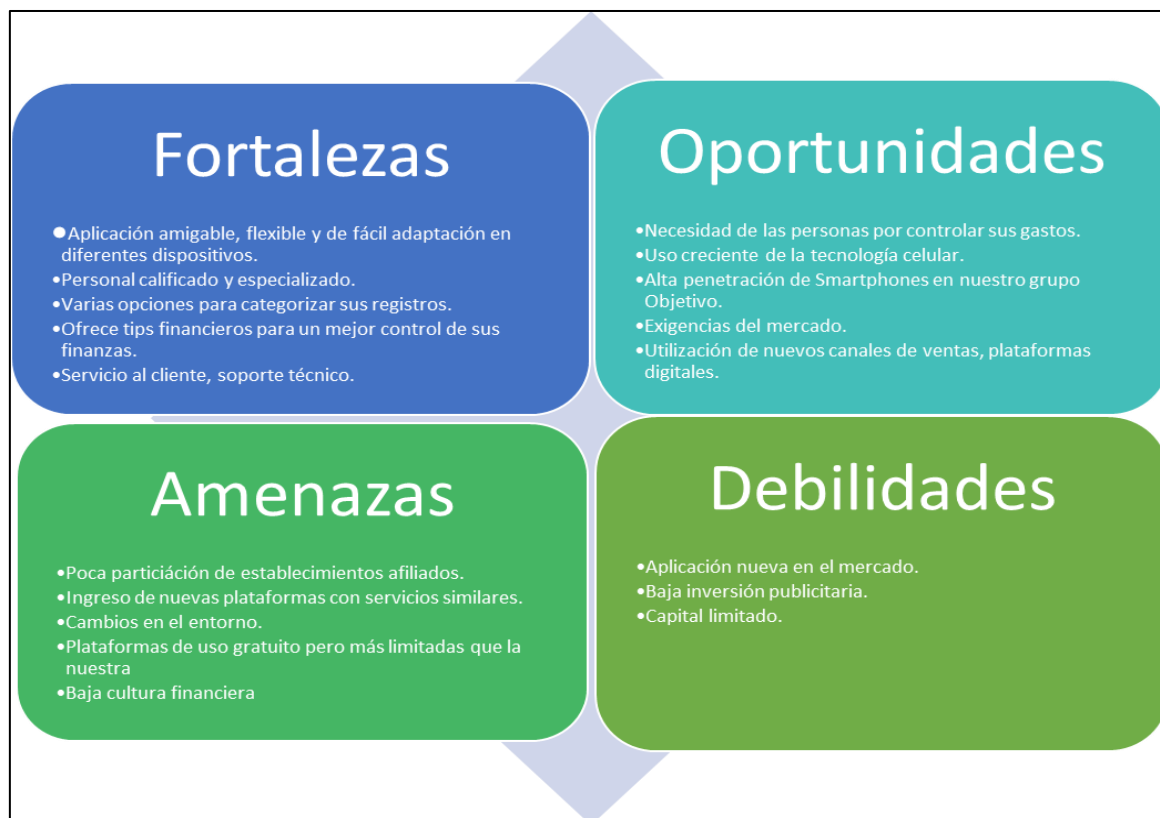 Fortalezas
•Aplicación amigable, flexible y de fácil adaptación en
diferentes dispositivos.
•Personal calificado y especializado.
•Varias opciones para categorizar sus registros.
•Ofrece tips financieros para un mejor control de sus
finanzas.
•Servicio al cliente, soporte técnico.
Oportunidades
•Necesidad de las personas por controlar sus gastos.
•Uso creciente de la tecnología celular.
•Alta penetración de Smartphones en nuestro grupo
Objetivo.
•Exigencias del mercado.
•Utilización de nuevos canales de ventas, plataformas
digitales.
Amenazas
•Poca particiáción de establecimientos afiliados.
•Ingreso de nuevas plataformas con servicios similares.
•Cambios en el entorno.
•Plataformas de uso gratuito pero más limitadas que la
nuestra
•Baja cultura financiera
Debilidades
•Aplicación nueva en el mercado.
•Baja inversión publicitaria.
•Capital limitado.